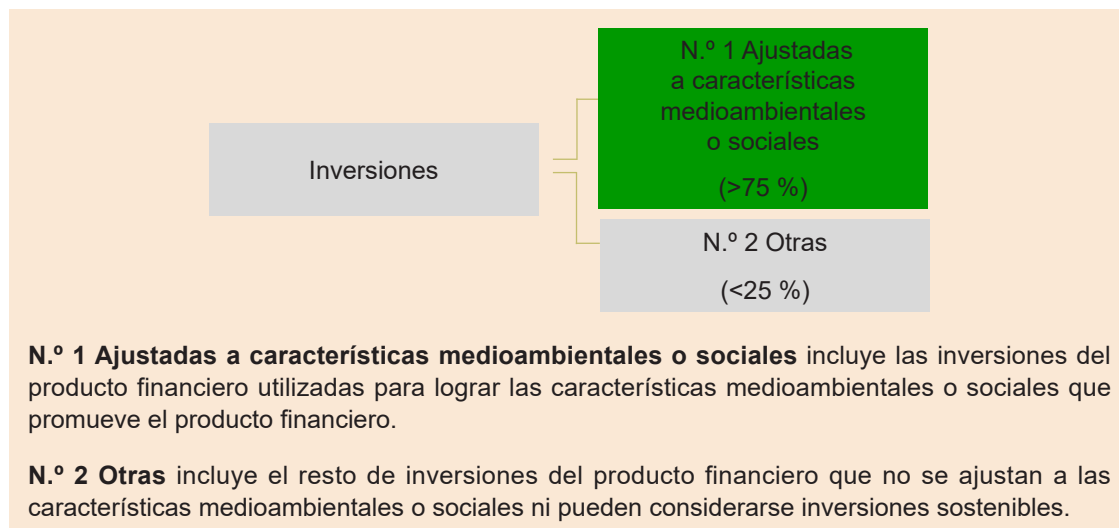 N.º 1 Ajustadas
a características
medioambientales
o sociales
(>75 %)
Inversiones
N.º 2 Otras
(<25 %)
N.º 1 Ajustadas a características medioambientales o sociales incluye las inversiones del
producto financiero utilizadas para lograr las características medioambientales o sociales que
promueve el producto financiero.
N.º 2 Otras incluye el resto de inversiones del producto financiero que no se ajustan a las
características medioambientales o sociales ni pueden considerarse inversiones sostenibles.